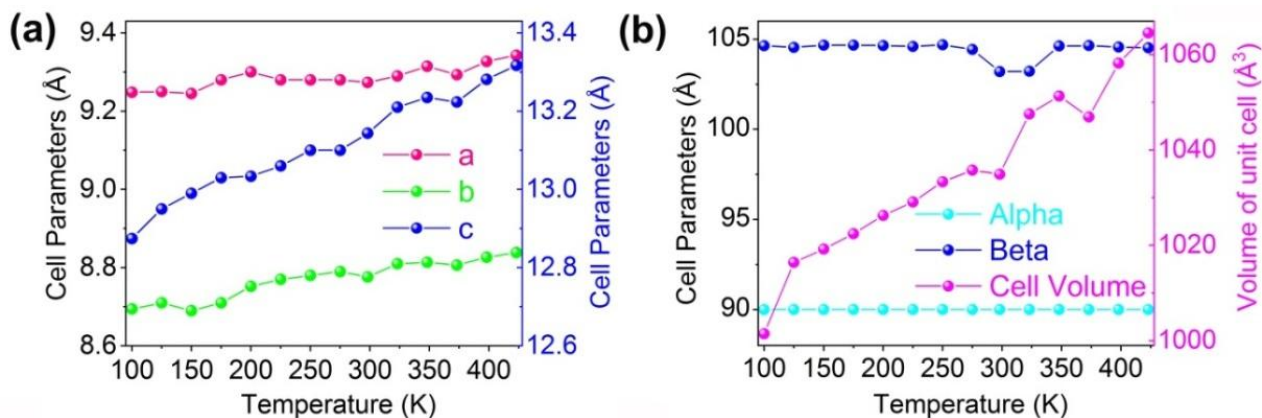 (a)
Cell Parameters (Å)
9.4
9.2
9.0
8.8
8.6
a
b
c
13.4
13.2
13.0
12.8
12.6
Cell Parameters (Å)
100 150 200 250 300 350 400
Temperature (K)
(b)
Cell Parameters (Å)
105
100
95
90
Alpha
Beta
Cell Volume
1060
1040
1020
1000
Volume of unit cell (Å³)
100 150 200 250 300 350 400
Temperature (K)